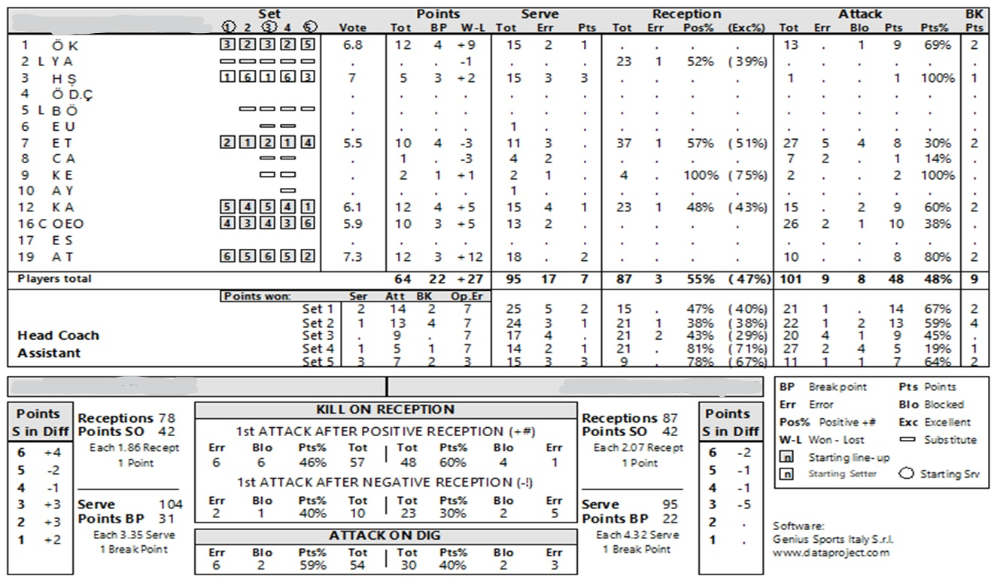 Set Points Serve Reception Attack BK
1 2 3 4 5 Vote Tot BP W-L Tot Err Pts Tot Err Pos% (Exc%) Tot Err Blo Pts Pts% Pts
1 Ö K 3 2 3 2 5 6.8 12 4 +9 15 2 1 . . . . 13 . 1 9 69% 2
2 L Y A . . . -1 . . . 23 1 52% (39%) . . . . . .
3 H Ş 1 6 1 6 3 7 5 3 +2 15 3 3 . . . . 1 . . 1 100% 1
4 Ö D.Ç . . . . . . . . . . . . . . . . .
5 L B Ö . . . . . . . . . . . . . . . . .
6 E U . . . . 1 . . . . . . . . . . . .
7 E T 2 1 2 1 4 5.5 10 4 -3 11 3 . 37 1 57% (51%) 27 5 4 8 30% 2
8 C A . 1 . -3 4 2 . . . . . 7 2 . 1 14% .
9 K E . 2 1 +1 2 1 . 4 . 100% (75%) 2 . . 2 100% .
10 A Y . . . . 1 . . . . . . . . . . . .
12 K A 5 4 5 4 1 6.1 12 4 +5 15 4 1 23 1 48% (43%) 15 . 2 9 60% 2
16 C OEO 4 3 4 3 6 5.9 10 3 +5 13 2 . . . . . 26 2 1 10 38% .
17 E S . . . . . . . . . . . . . . . . .
19 A T 6 5 6 5 2 7.3 12 3 +12 18 . 2 . . . . 10 . . 8 80% 2
Players total 64 22 +27 95 17 7 87 3 55% (47%) 101 9 8 48 48% 9
Points won: Ser Att BK Op.Er
Set 1 2 14 2 7 25 5 2 15 . 47% (40%) 21 1 . 14 67% 2
Set 2 1 13 4 7 24 3 1 21 1 38% (38%) 22 1 2 13 59% 4
Head Coach Set 3 . 9 . 7 17 4 . 21 2 43% (29%) 20 4 1 9 45% .
Assistant Set 4 1 5 1 7 14 2 1 21 . 81% (71%) 27 2 4 5 19% 1
Set 5 3 7 2 3 15 3 3 9 . 78% (67%) 11 1 1 7 64% 2
Points
S in Diff
6 +4
5 -2
4 -1
3 +3
2 +3
1 +2
Receptions 78
Points SO 42
Each 1.86 Recept
1 Point
Serve 104
Points BP 31
Each 3.35 Serve
1 Break Point
KILL ON RECEPTION
1st ATTACK AFTER POSITIVE RECEPTION (+#)
Err Blo Pts% Tot | Tot Pts% Blo Err
6 6 46% 57 48 60% 4 1
1st ATTACK AFTER NEGATIVE RECEPTION (-!)
Err Blo Pts% Tot | Tot Pts% Blo Err
2 1 40% 10 23 30% 2 5
ATTACK ON DIG
Err Blo Pts% Tot | Tot Pts% Blo Err
6 2 59% 54 30 40% 2 3
Receptions 87
Points SO 42
Each 2.07 Recept
1 Point
Serve 95
Points BP 22
Each 4.32 Serve
1 Break Point
Points
S in Diff
6 -2
5 -1
4 -1
3 -5
2 .
1 .
BP Breakpoint Pts Points
Err Error Blo Blocked
Pos% Positive +# Exc Excellent
W-L Won - Lost Substitute
n Starting line-up
n Starting Setter Starting Srv
Software:
Genius Sports Italy S.r.l.
www.dataproject.com